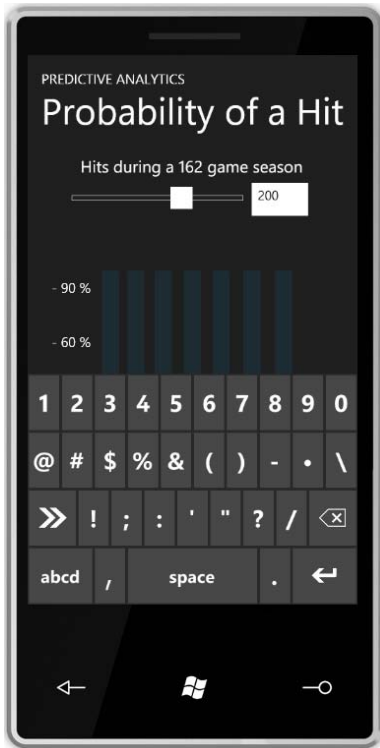 PREDICTIVE ANALYTICS
Probability of a Hit
Hits during a 162 game season
200
- 90 %
- 60 %
1 2 3 4 5 6 7 8 9 0
@ # $ % & ( ) - • \
! ; : ' " ? /
abcd , space .